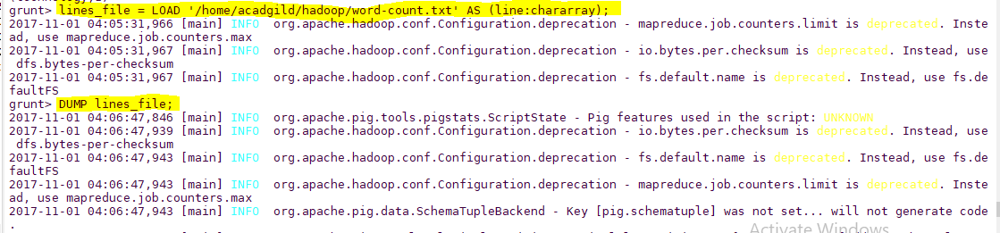 grunt> lines_file = LOAD '/home/acadgild/hadoop/word-count.txt' AS (line:chararray);
2017-11-01 04:05:31,966 [main] INFO  org.apache.hadoop.conf.Configuration.deprecation - mapreduce.job.counters.limit is deprecated. Inste
ad, use mapreduce.job.counters.max
2017-11-01 04:05:31,967 [main] INFO  org.apache.hadoop.conf.Configuration.deprecation - io.bytes.per.checksum is deprecated. Instead, use
 dfs.bytes-per-checksum
2017-11-01 04:05:31,967 [main] INFO  org.apache.hadoop.conf.Configuration.deprecation - fs.default.name is deprecated. Instead, use fs.de
faultFS
grunt> DUMP lines_file;
2017-11-01 04:06:47,846 [main] INFO  org.apache.pig.tools.pigstats.ScriptState - Pig features used in the script: UNKNOWN
2017-11-01 04:06:47,939 [main] INFO  org.apache.hadoop.conf.Configuration.deprecation - io.bytes.per.checksum is deprecated. Instead, use
 dfs.bytes-per-checksum
2017-11-01 04:06:47,943 [main] INFO  org.apache.hadoop.conf.Configuration.deprecation - fs.default.name is deprecated. Instead, use fs.de
faultFS
2017-11-01 04:06:47,943 [main] INFO  org.apache.hadoop.conf.Configuration.deprecation - mapreduce.job.counters.limit is deprecated. Inste
ad, use mapreduce.job.counters.max
2017-11-01 04:06:47,943 [main] INFO  org.apache.pig.data.SchemaTupleBackend - Key [pig.schematuple] was not set... will not generate code
.
Activate Windows